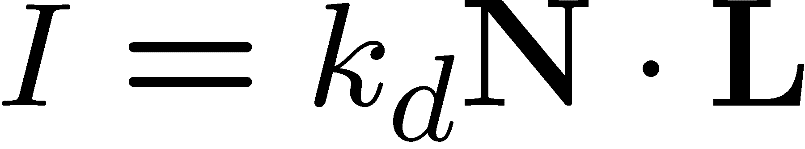 I = k_d N · L